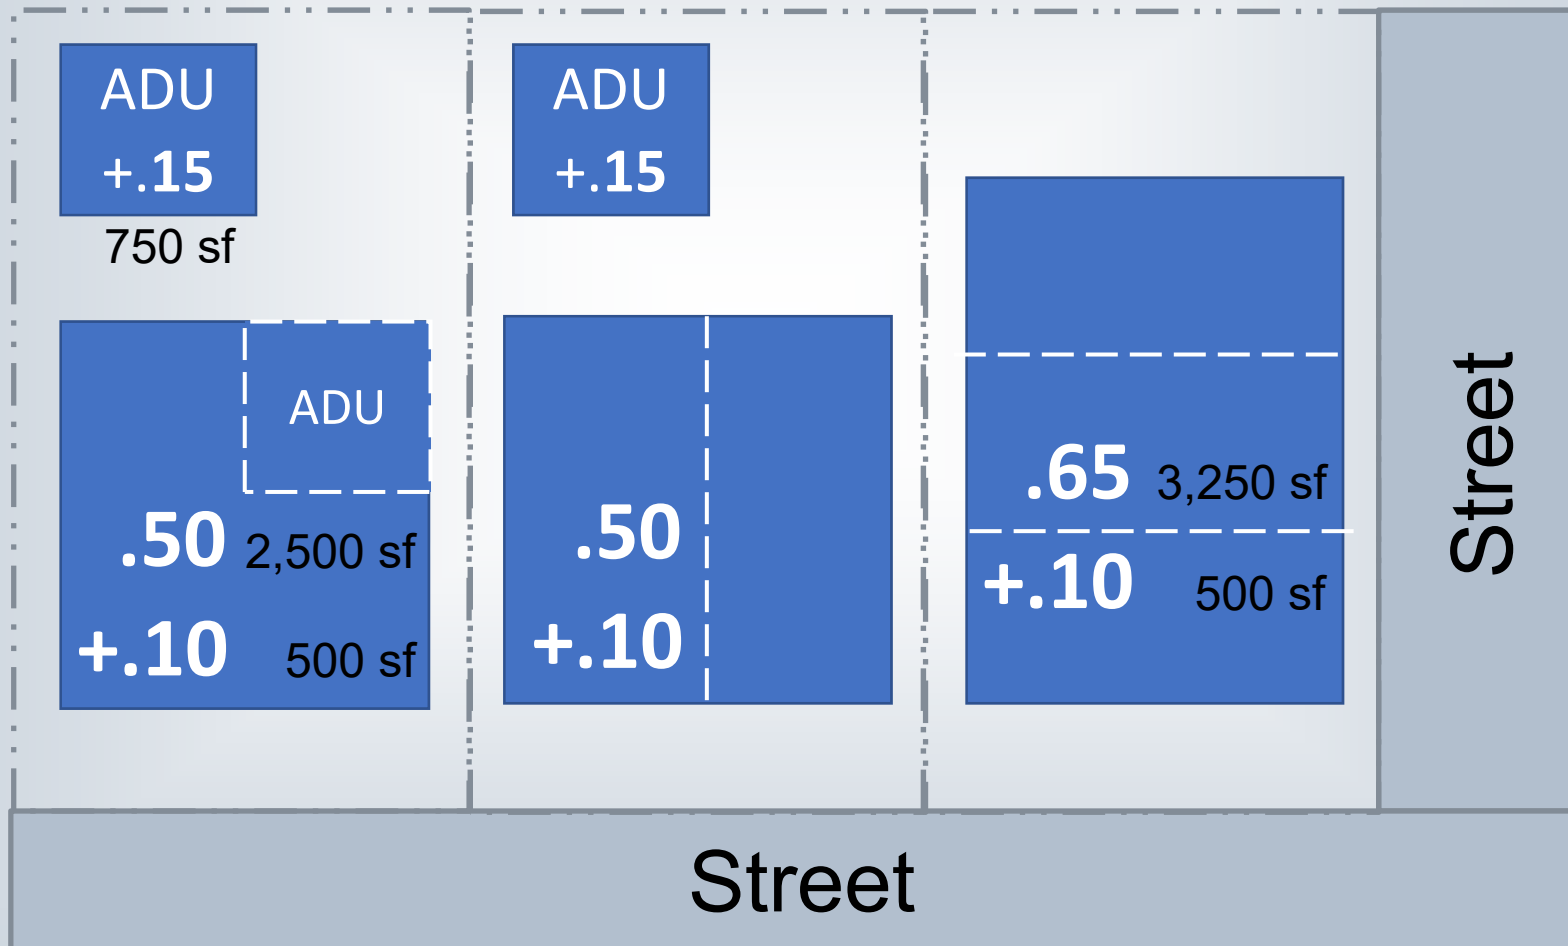 ADU
+.15
750 sf
ADU
.50 2,500 sf
+.10 500 sf
ADU
+.15
.50
+.10
.65 3,250 sf
+.10 500 sf
Street
Street